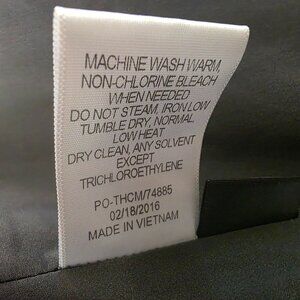 MACHINE WASH WARM,
NON-CHLORINE BLEACH
WHEN NEEDED
DO NOT STEAM, IRON LOW
TUMBLE DRY, NORMAL,
LOW HEAT
DRY CLEAN, ANY SOLVENT
EXCEPT
TRICHLOROETHYLENE
PO-THCM/74885
02/18/2016
MADE IN VIETNAM